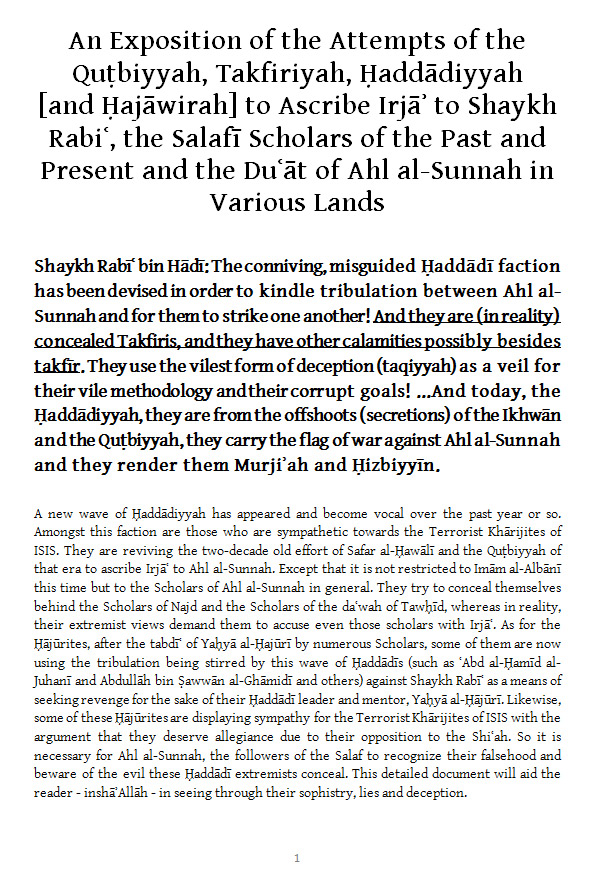 An Exposition of the Attempts of the
Quṭbiyyah, Takfiriyah, Ḥaddādiyyah
[and Ḥajāwirah] to Ascribe Irjāʾ to Shaykh
Rabiʿ, the Salafī Scholars of the Past and
Present and the Duʿāt of Ahl al-Sunnah in
Various Lands
Shaykh Rabīʿ bin Hādī: The conniving, misguided Ḥaddādī faction
has been devised in order to kindle tribulation between Ahl al-
Sunnah and for them to strike one another! And they are (in reality)
concealed Takfiris, and they have other calamities possibly besides
takfir. They use the vilest form of deception (taqiyyah) as a veil for
their vile methodology and their corrupt goals! ...And today, the
Ḥaddādiyyah, they are from the offshoots (secretions) of the Ikhwān
and the Quṭbiyyah, they carry the flag of war against Ahl al-Sunnah
and they render them Murjiʾah and Ḥizbiyyīn.
A new wave of Ḥaddādiyyah has appeared and become vocal over the past year or so.
Amongst this faction are those who are sympathetic towards the Terrorist Khārijites of
ISIS. They are reviving the two-decade old effort of Safar al-Ḥawālī and the Quṭbiyyah of
that era to ascribe Irjāʾ to Ahl al-Sunnah. Except that it is not restricted to Imām al-Albānī
this time but to the Scholars of Ahl al-Sunnah in general. They try to conceal themselves
behind the Scholars of Najd and the Scholars of the daʿwah of Tawḥīd, whereas in reality,
their extremist views demand them to accuse even those scholars with Irjāʾ. As for the
Ḥājūrites, after the tabdīʿ of Yaḥyā al-Ḥajūrī by numerous Scholars, some of them are now
using the tribulation being stirred by this wave of Ḥaddādīs (such as ʿAbd al-Ḥamīd al-
Juhanī and Abdullāh bin Ṣawwān al-Ghāmidī and others) against Shaykh Rabīʿ as a means of
seeking revenge for the sake of their Ḥaddādī leader and mentor, Yaḥyā al-Ḥājūrī. Likewise,
some of these Ḥājūrites are displaying sympathy for the Terrorist Khārijites of ISIS with the
argument that they deserve allegiance due to their opposition to the Shiʿah. So it is
necessary for Ahl al-Sunnah, the followers of the Salaf to recognize their falsehood and
beware of the evil these Ḥaddādī extremists conceal. This detailed document will aid the
reader - inshāʾAllāh - in seeing through their sophistry, lies and deception.
1